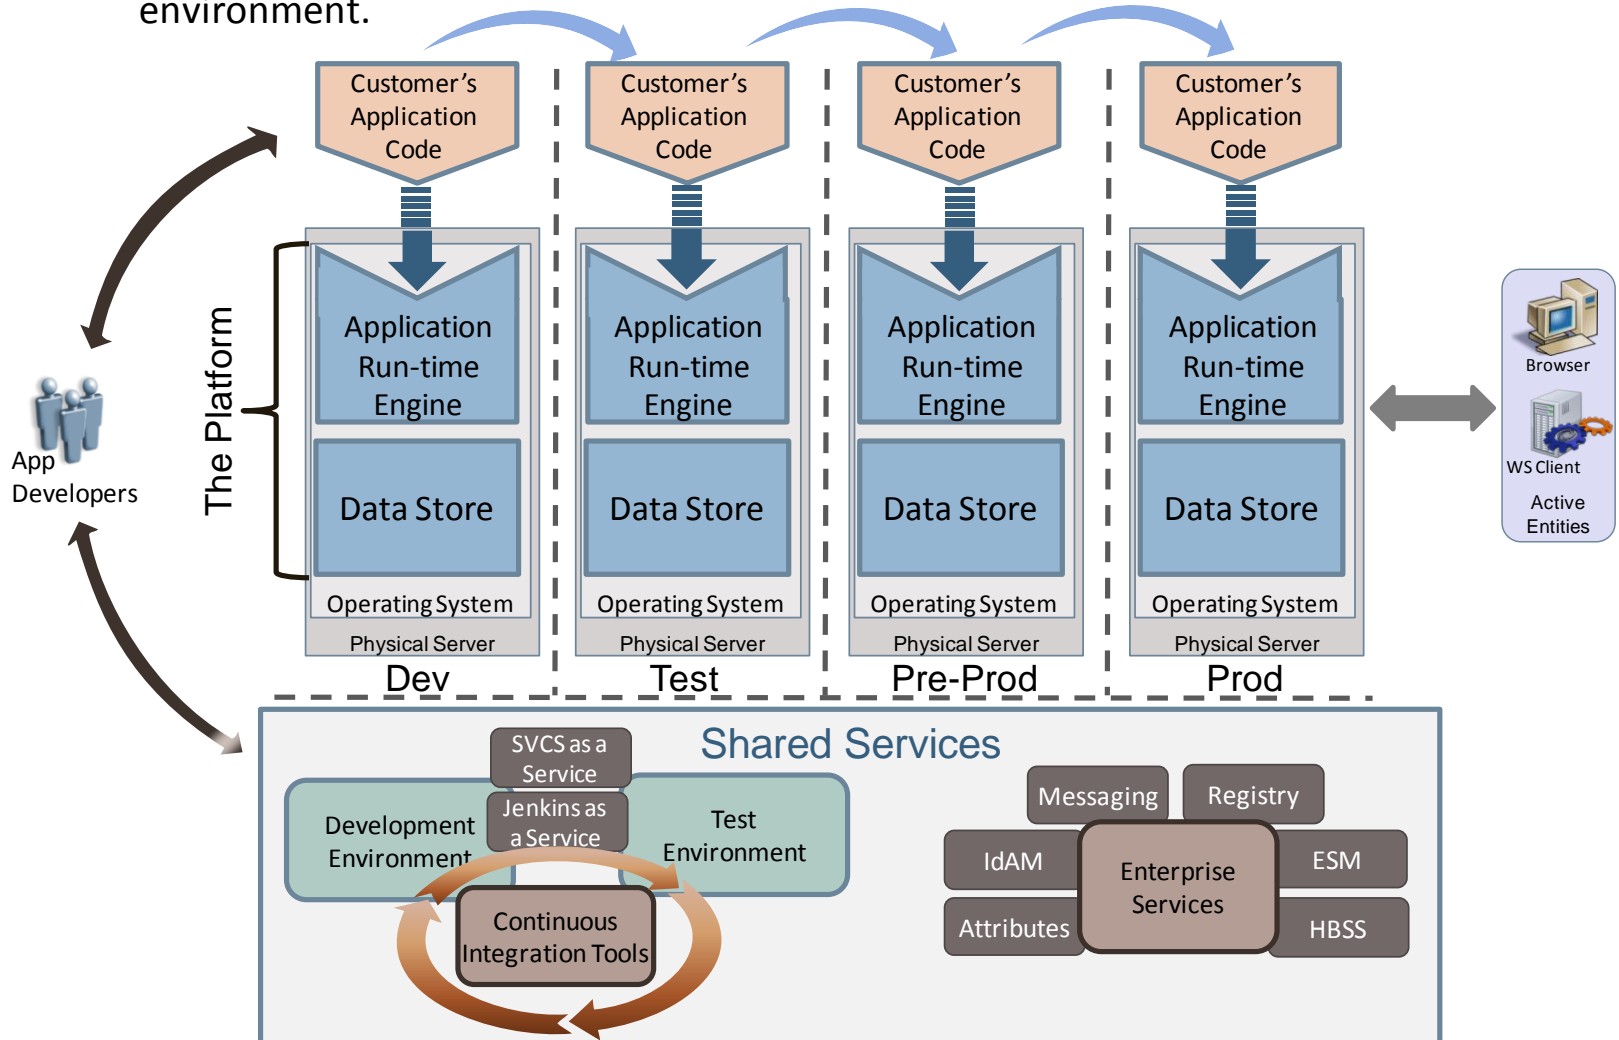 environment.
Customer's
Application
Code
Customer's
Application
Code
Customer's
Application
Code
Customer's
Application
Code
The Platform
Application
Run-time
Engine
Application
Run-time
Engine
Application
Run-time
Engine
Application
Run-time
Engine
Data Store
Data Store
Data Store
Data Store
Operating System
Operating System
Operating System
Operating System
Physical Server
Physical Server
Physical Server
Physical Server
Dev
Test
Pre-Prod
Prod
App
Developers
Browser
WS Client
Active
Entities
Shared Services
SVCS as a
Service
Jenkins as
a Service
Development
Environment
Test
Environment
Continuous
Integration Tools
Messaging
Registry
IdAM
ESM
Enterprise
Services
Attributes
HBSS